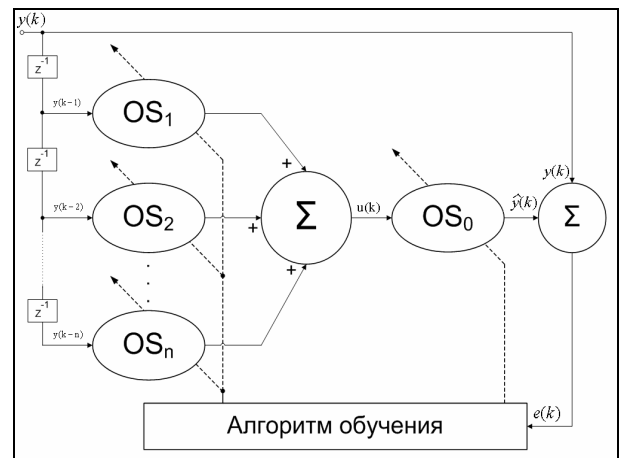 y(k)
z⁻¹
y(k−1)
OS₁
+
z⁻¹
y(k)
y(k−2)
OS₂
+
Σ
u(k)
OS₀
ŷ(k)
Σ
+
z⁻¹
y(k−n)
OSₙ
e(k)
Алгоритм обучения